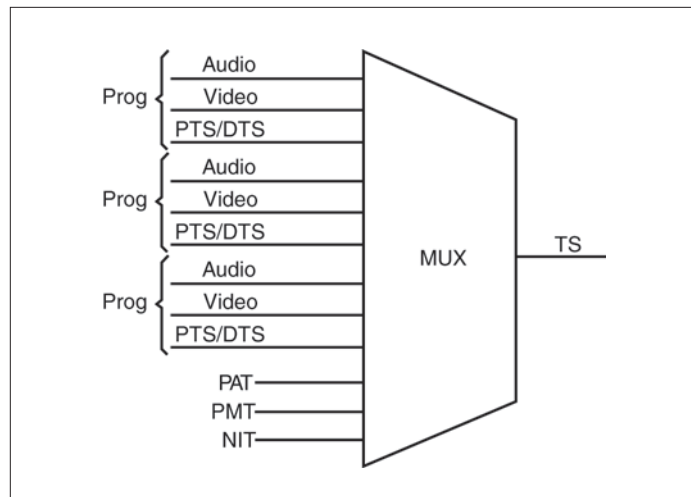 Audio
Prog
Video
PTS/DTS
Audio
Prog
Video
PTS/DTS
Audio
Prog
Video
PTS/DTS
MUX
TS
PAT
PMT
NIT